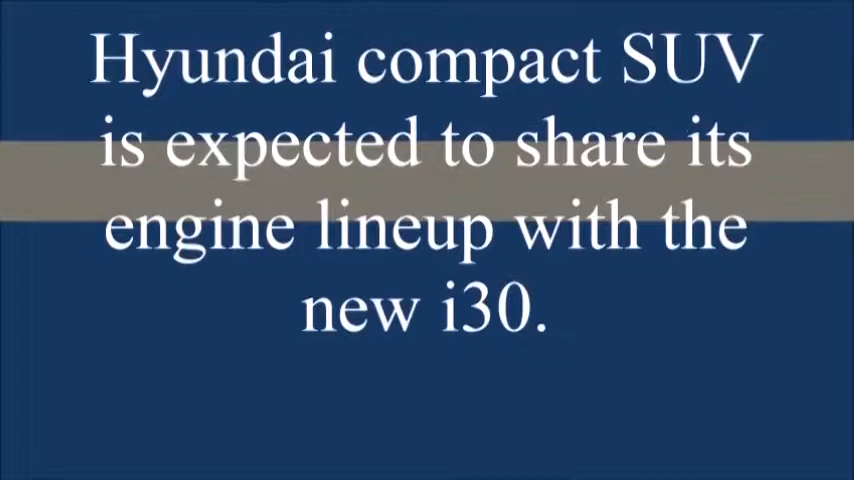 Hyundai compact SUV
is expected to share its
engine lineup with the
new i30.